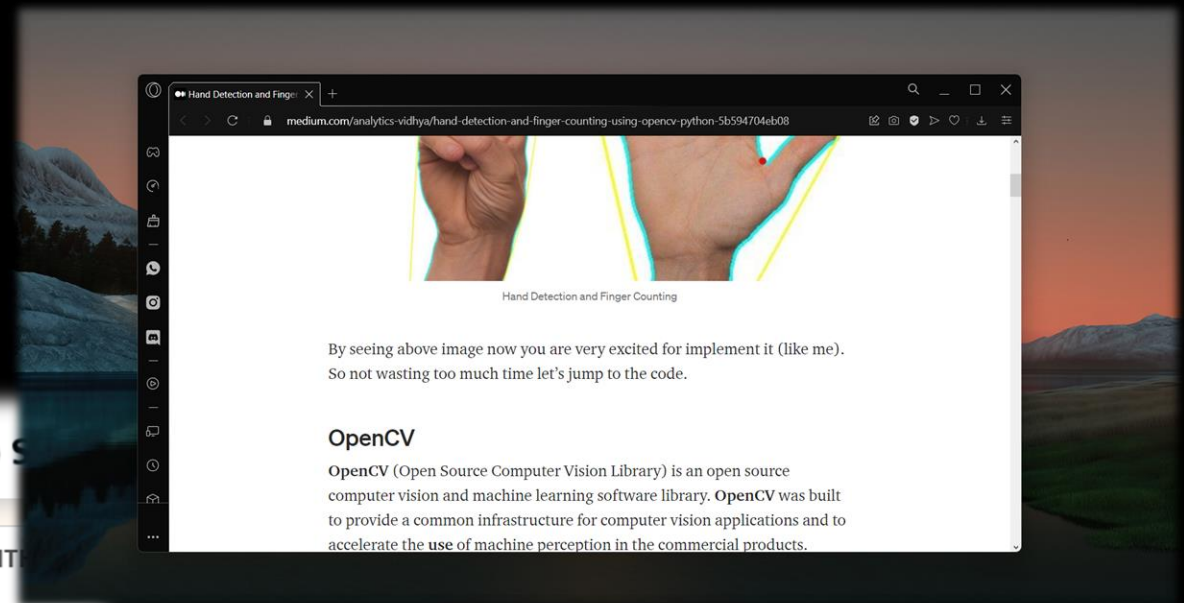 Hand Detection and Finger
medium.com/analytics-vidhya/hand-detection-and-finger-counting-using-opencv-python-5b594704eb08
Hand Detection and Finger Counting
By seeing above image now you are very excited for implement it (like me).
So not wasting too much time let's jump to the code.
OpenCV
OpenCV (Open Source Computer Vision Library) is an open source
computer vision and machine learning software library. OpenCV was built
to provide a common infrastructure for computer vision applications and to
accelerate the use of machine perception in the commercial products.